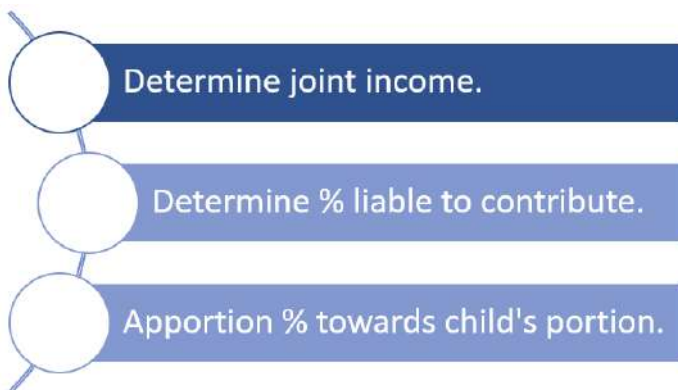 Determine joint income.
Determine % liable to contribute.
Apportion % towards child's portion.